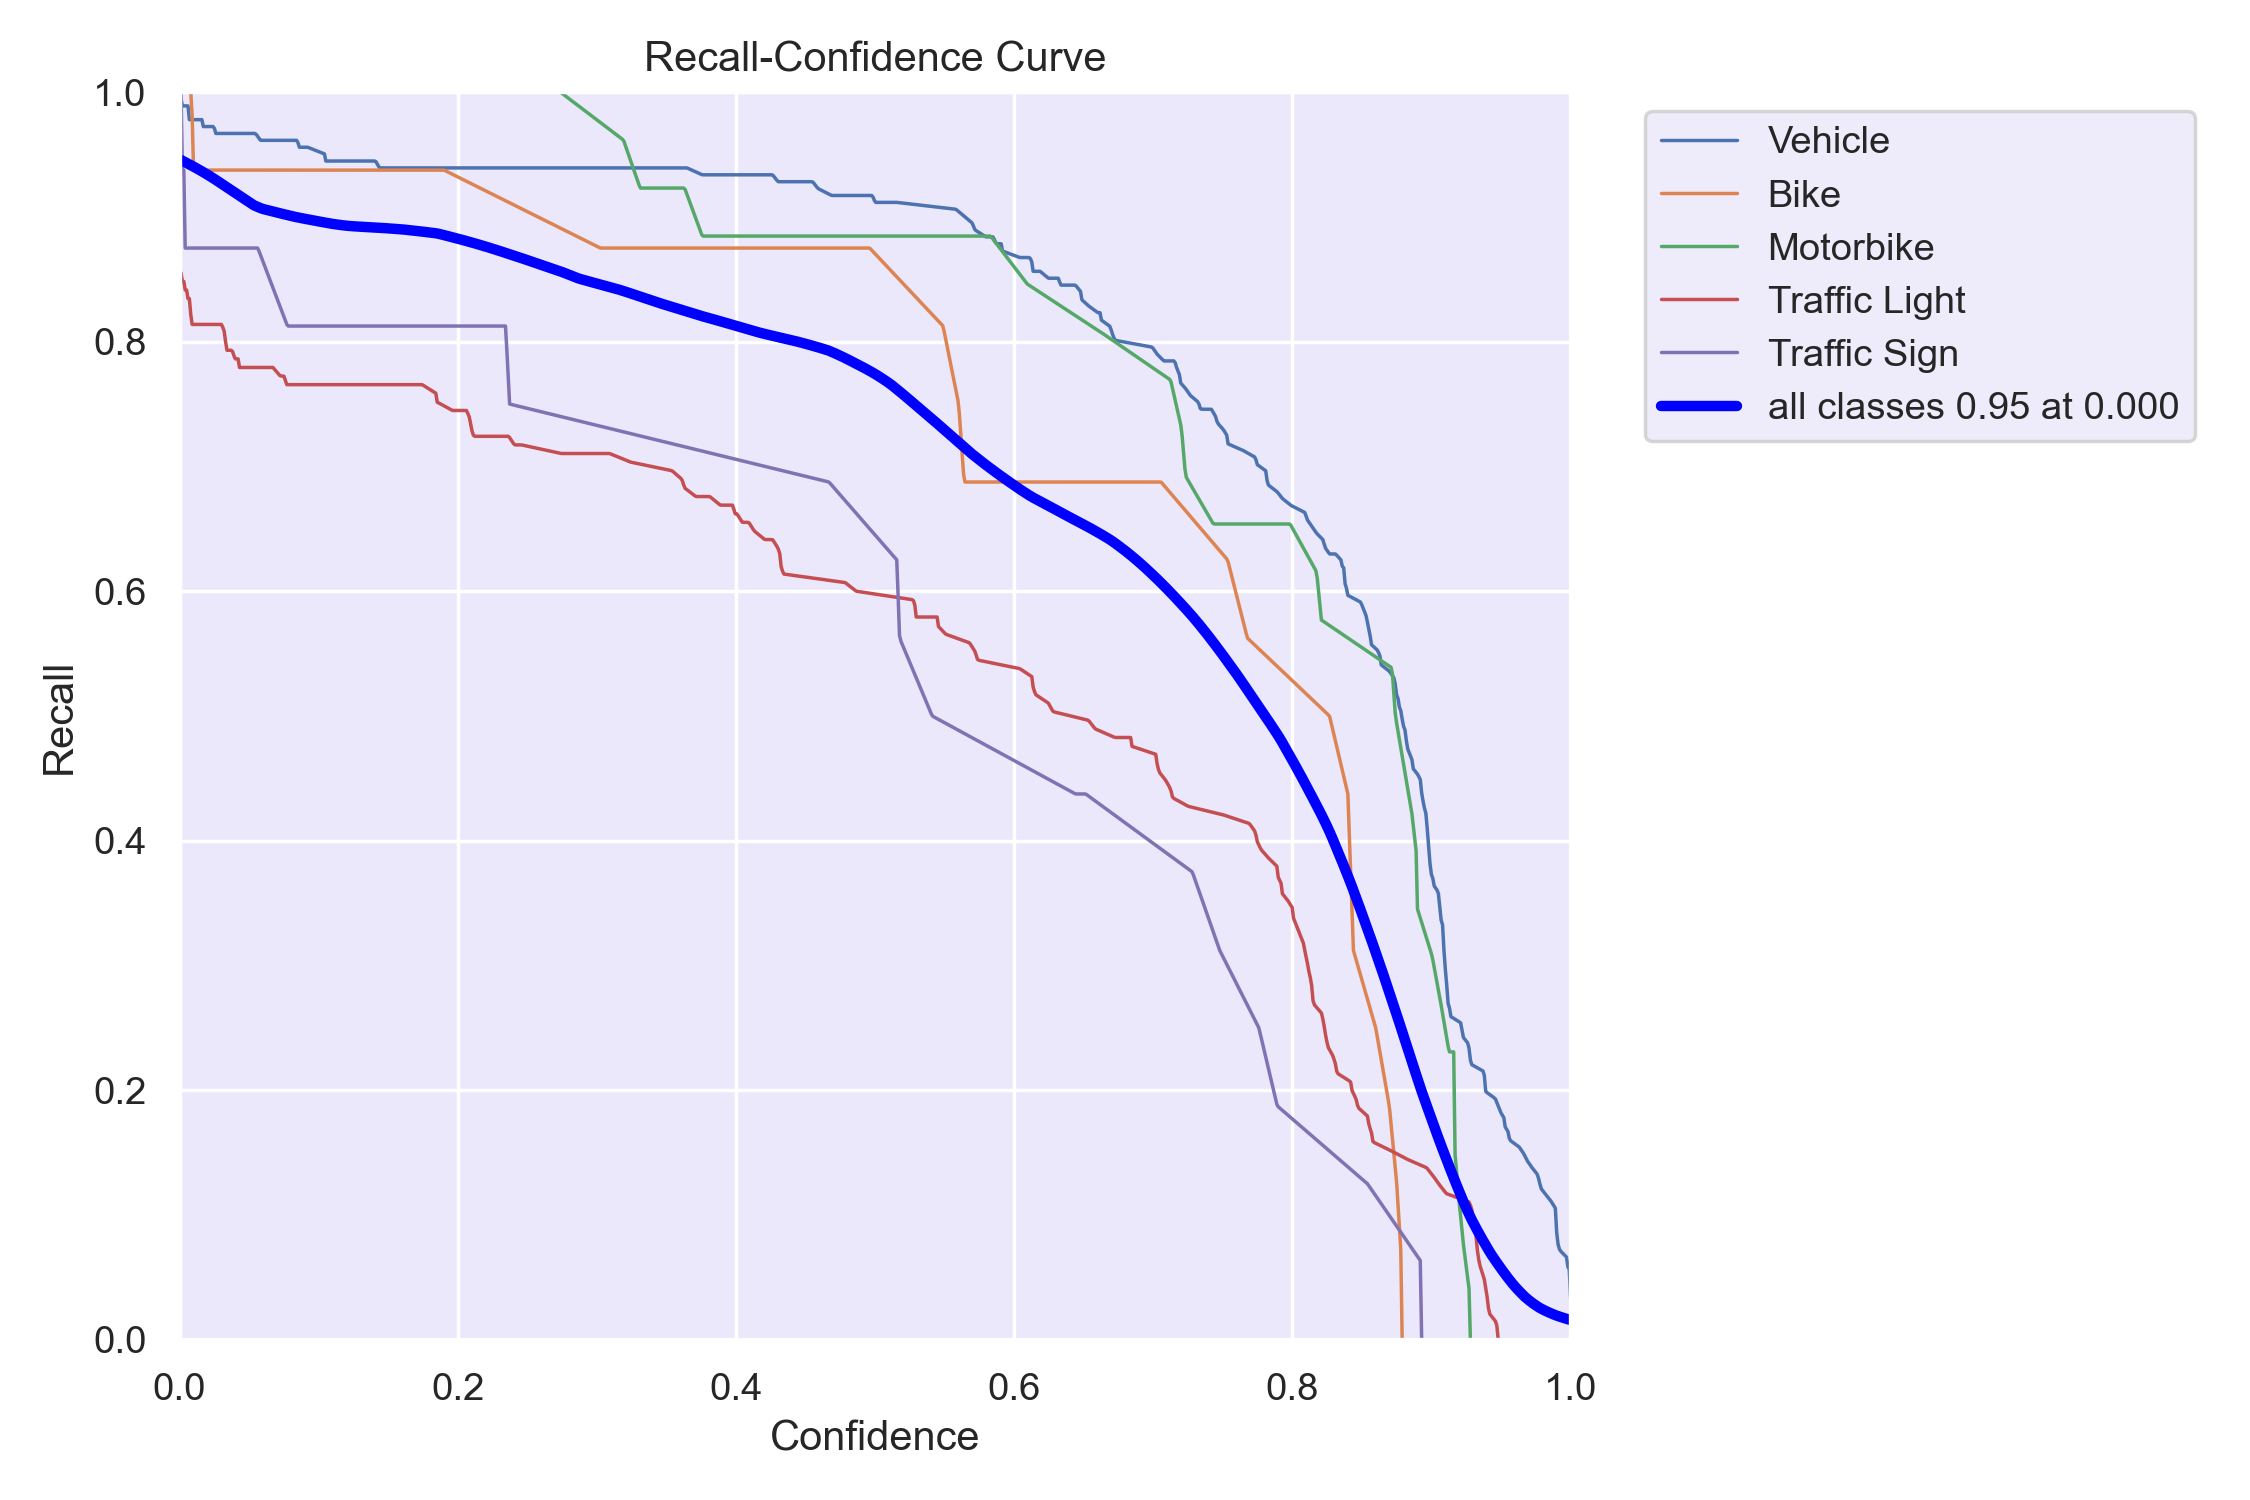 Recall-Confidence Curve
1.0
0.8
0.6
0.4
0.2
0.0
Recall
0.0 0.2 0.4 0.6 0.8 1.0
Confidence
Vehicle
Bike
Motorbike
Traffic Light
Traffic Sign
all classes 0.95 at 0.000